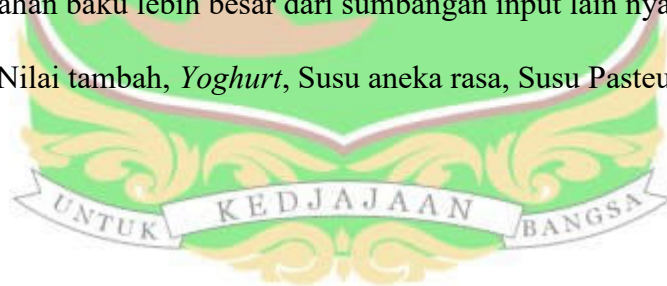 ahan baku lebih besar dari sumbangan input lain nya
Nilai tambah, Yoghurt, Susu aneka rasa, Susu Pasteu
UNTUK KEDJAJAAN BANGSA